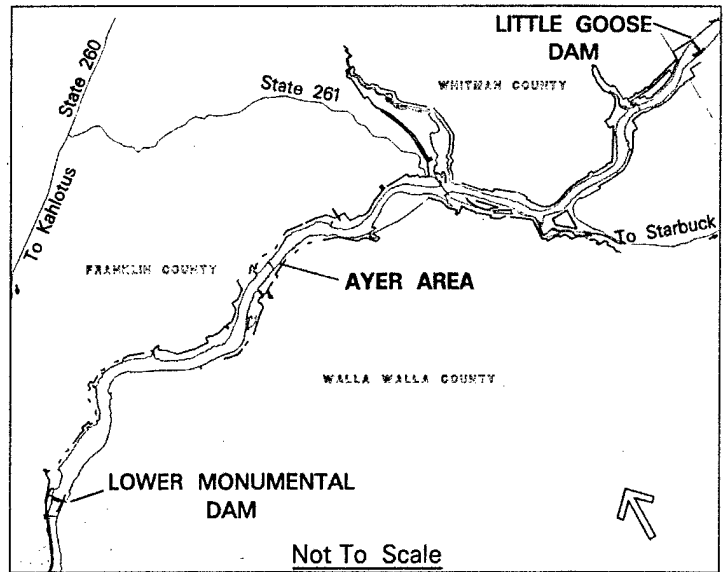 LITTLE GOOSE
DAM
State 260
State 261
WHITMAN COUNTY
To Kahlotus
To Starbuck
FRANKLIN COUNTY
AYER AREA
WALLA WALLA COUNTY
LOWER MONUMENTAL
DAM
Not To Scale